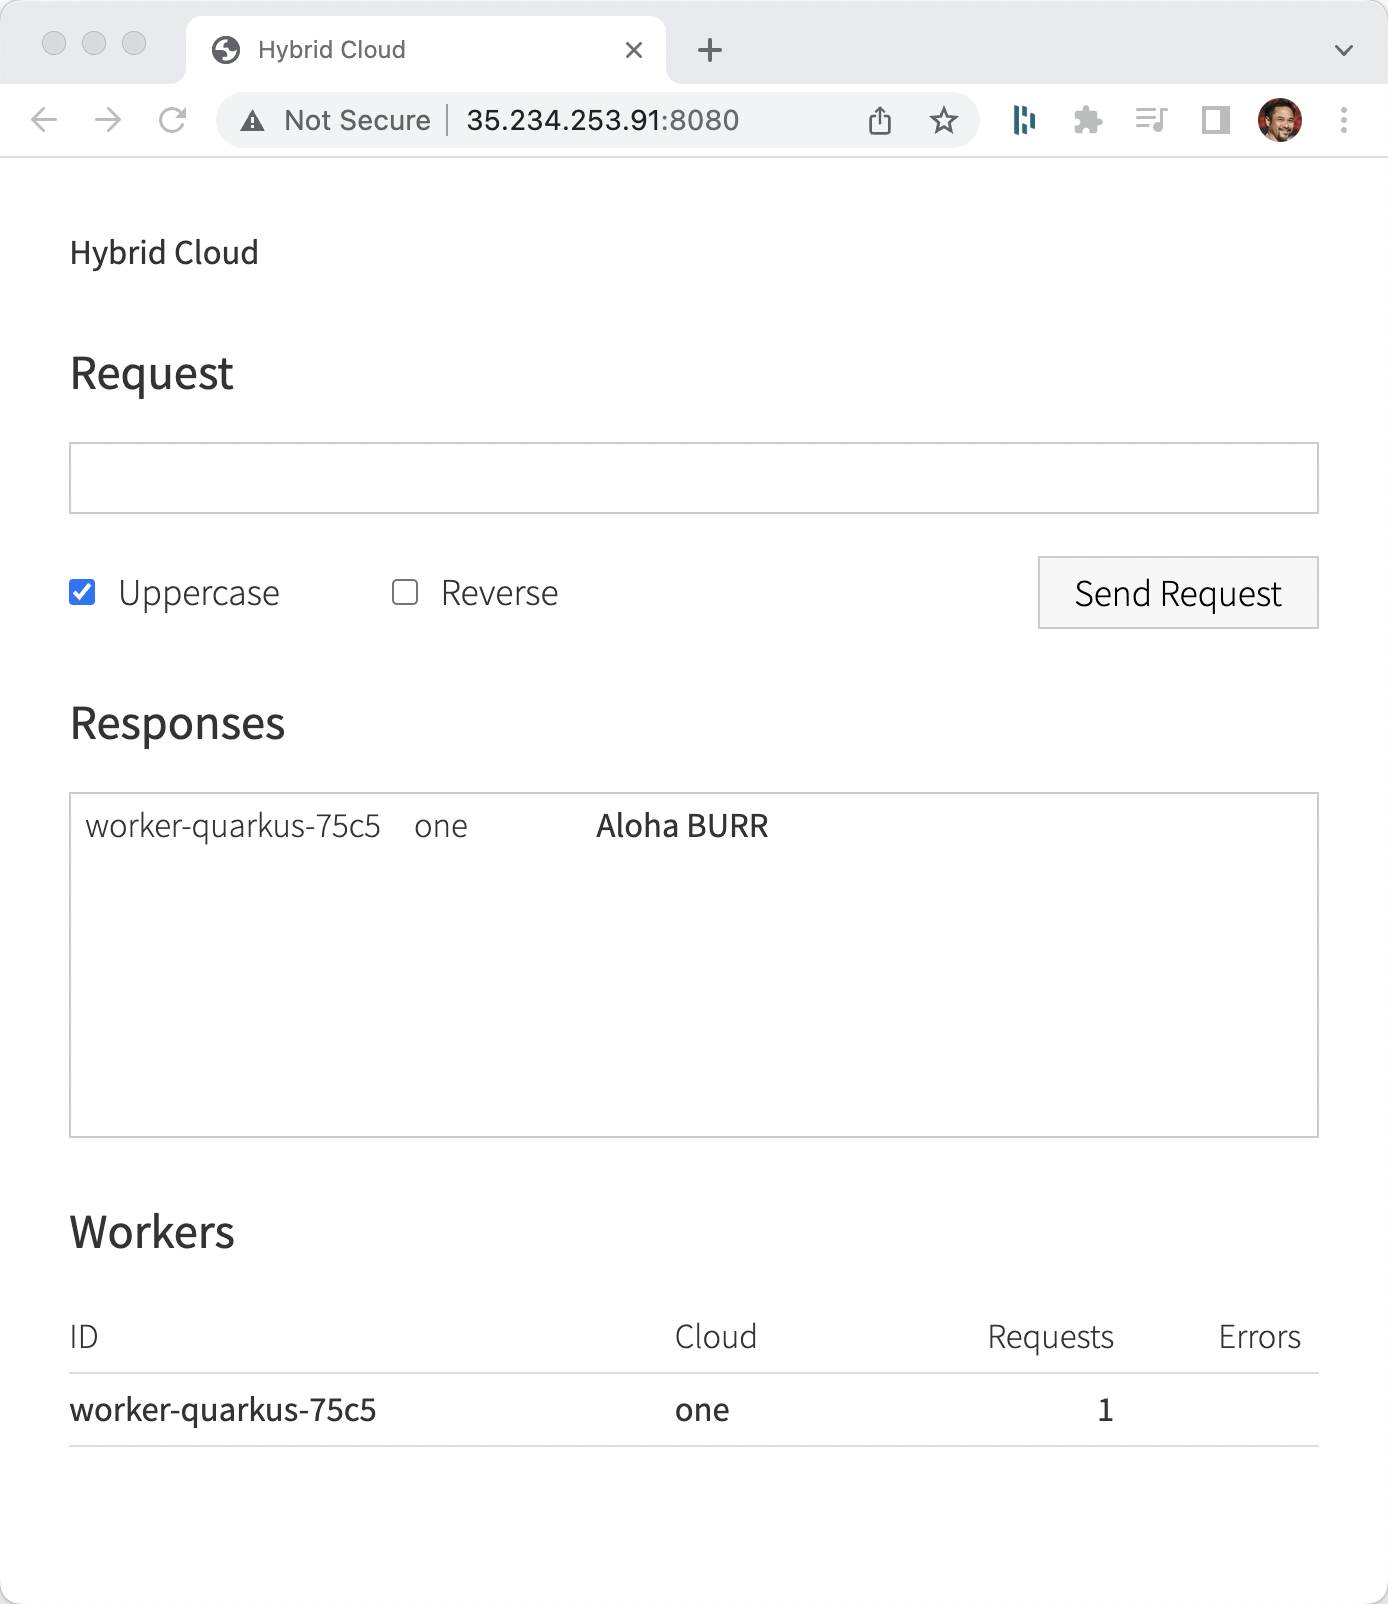 Hybrid Cloud
Not Secure 35.234.253.91:8080
Hybrid Cloud
Request
Uppercase Reverse Send Request
Responses
worker-quarkus-75c5 one Aloha BURR
Workers
ID Cloud Requests Errors
worker-quarkus-75c5 one 1